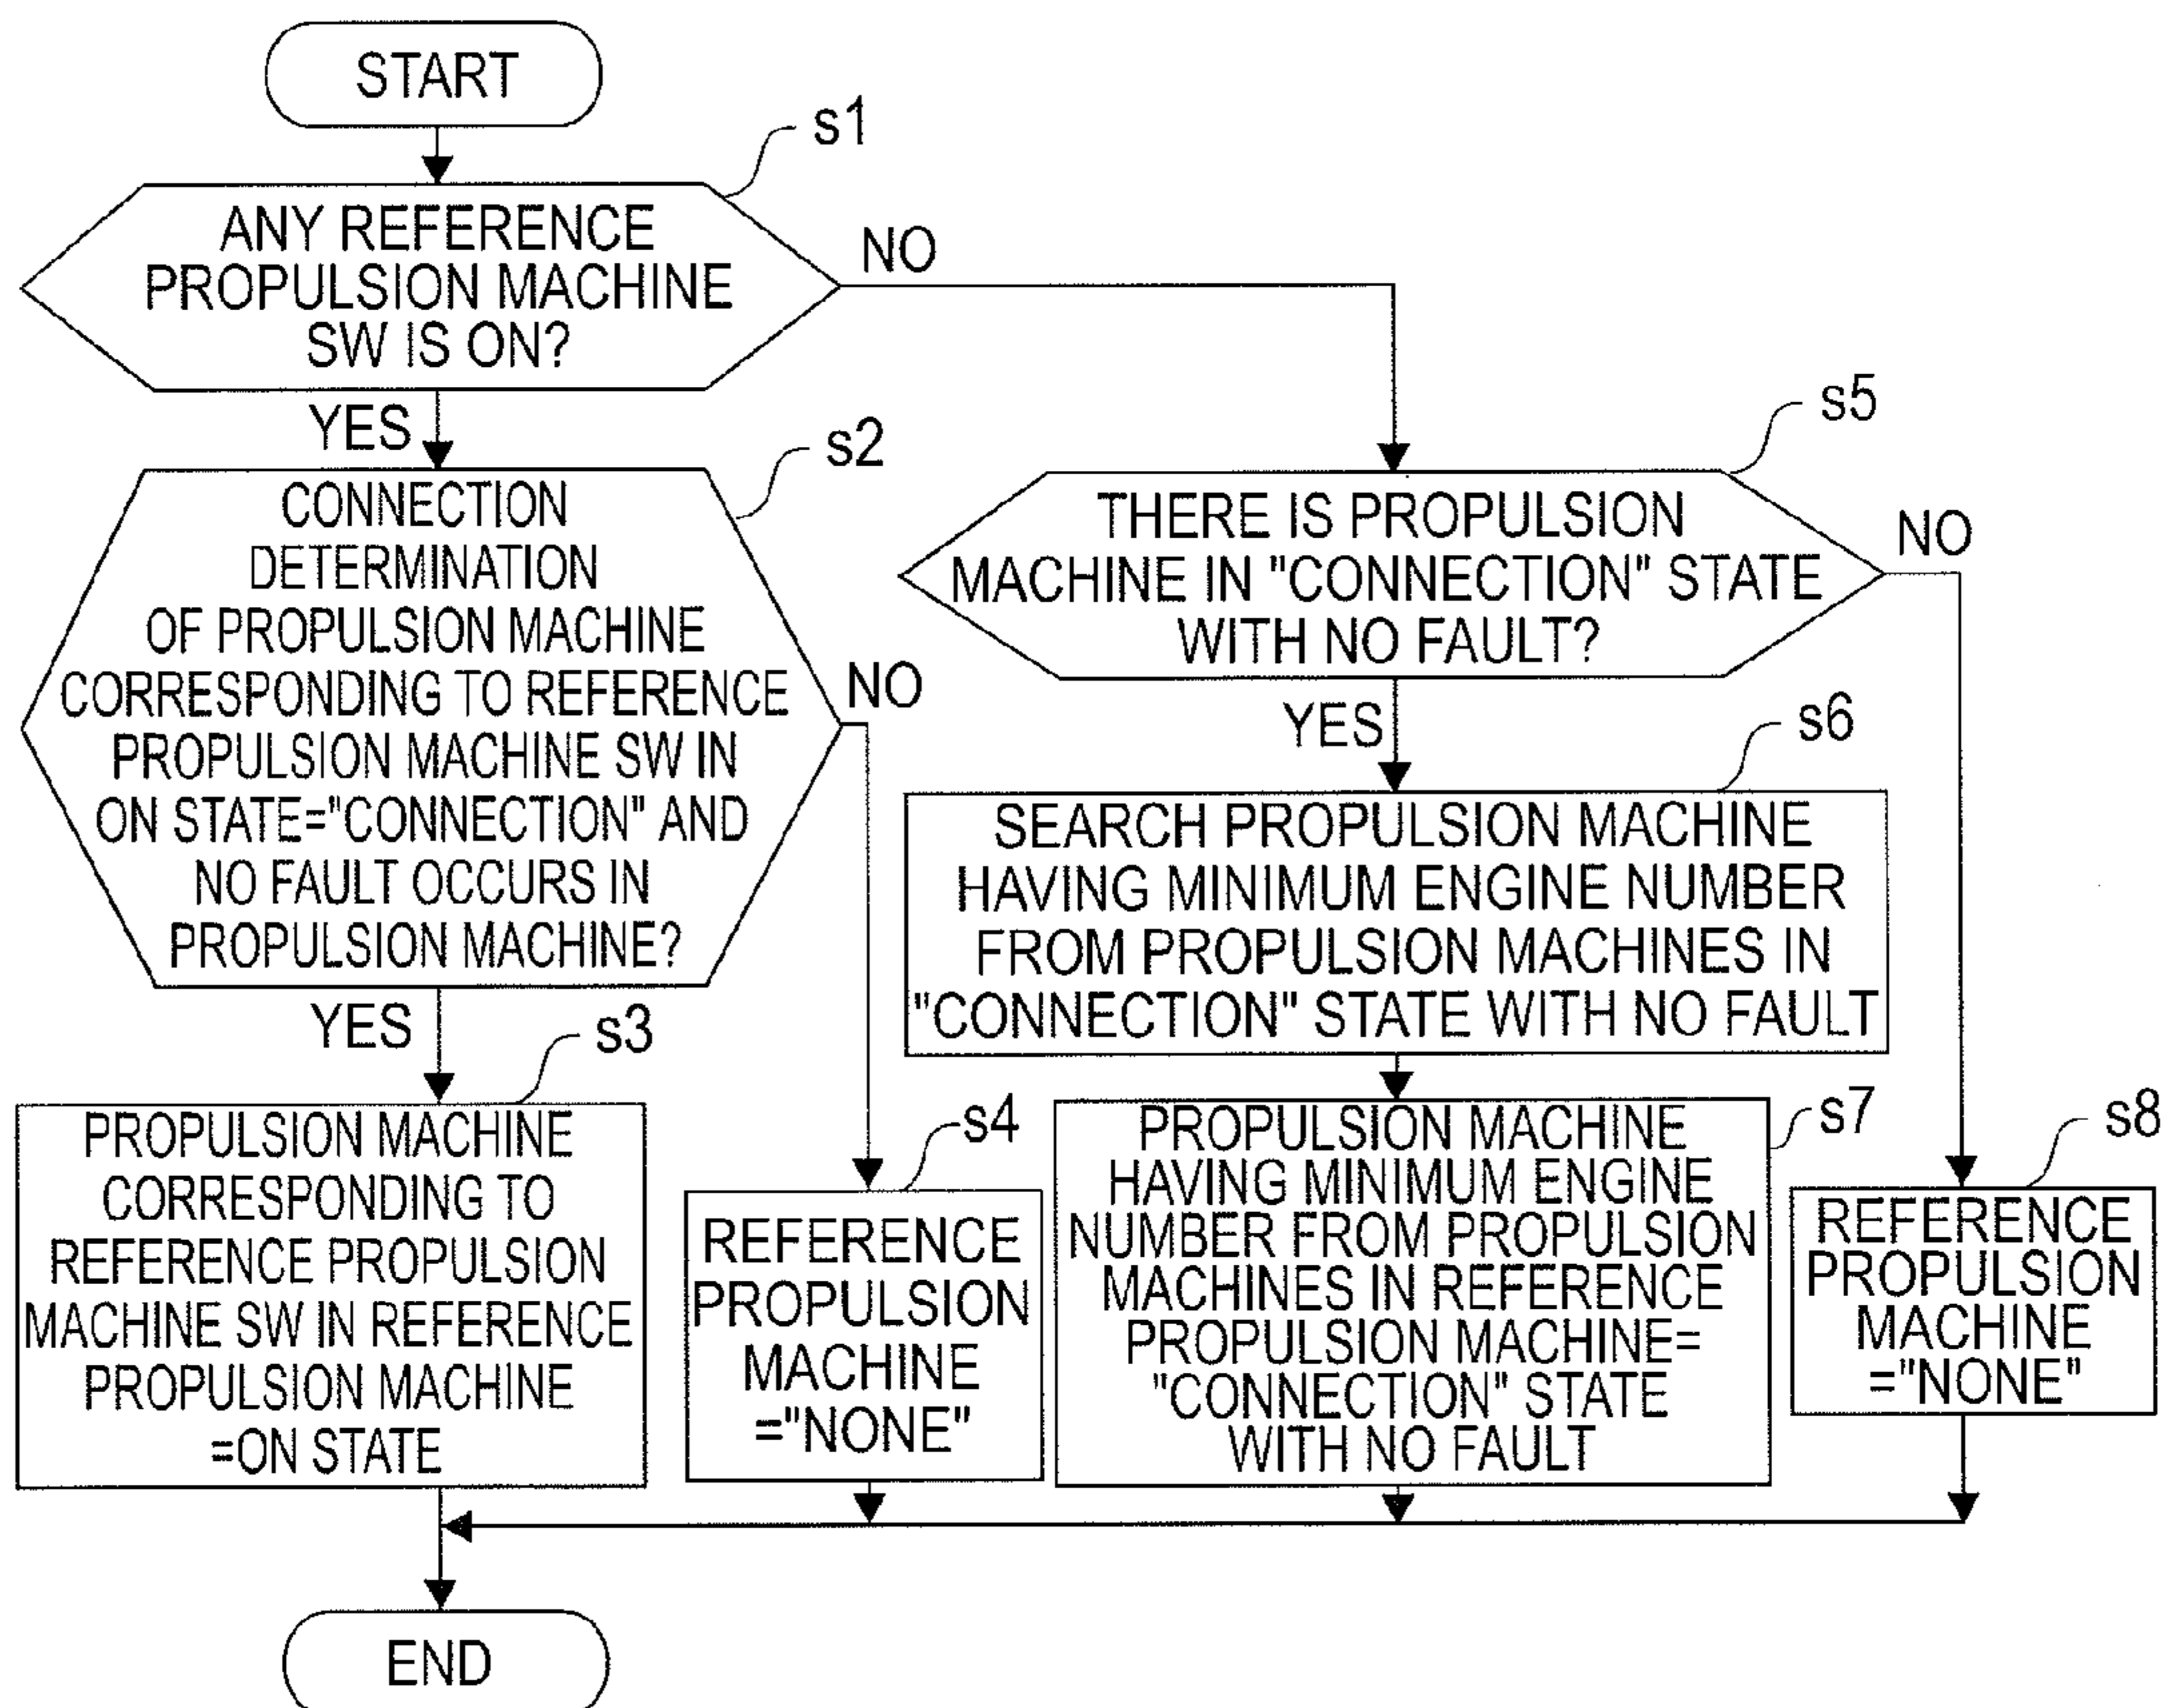 START
s1
ANY REFERENCE
PROPULSION MACHINE
SW IS ON?
NO
YES
s2
CONNECTION
DETERMINATION
OF PROPULSION MACHINE
CORRESPONDING TO REFERENCE
PROPULSION MACHINE SW IN
ON STATE="CONNECTION" AND
NO FAULT OCCURS IN
PROPULSION MACHINE?
NO
YES
s3
PROPULSION MACHINE
CORRESPONDING TO
REFERENCE PROPULSION
MACHINE SW IN REFERENCE
PROPULSION MACHINE
=ON STATE
s4
REFERENCE
PROPULSION
MACHINE
="NONE"
s5
THERE IS PROPULSION
MACHINE IN "CONNECTION" STATE
WITH NO FAULT?
NO
YES
s6
SEARCH PROPULSION MACHINE
HAVING MINIMUM ENGINE NUMBER
FROM PROPULSION MACHINES IN
"CONNECTION" STATE WITH NO FAULT
s7
PROPULSION MACHINE
HAVING MINIMUM ENGINE
NUMBER FROM PROPULSION
MACHINES IN REFERENCE
PROPULSION MACHINE=
"CONNECTION" STATE
WITH NO FAULT
s8
REFERENCE
PROPULSION
MACHINE
="NONE"
END